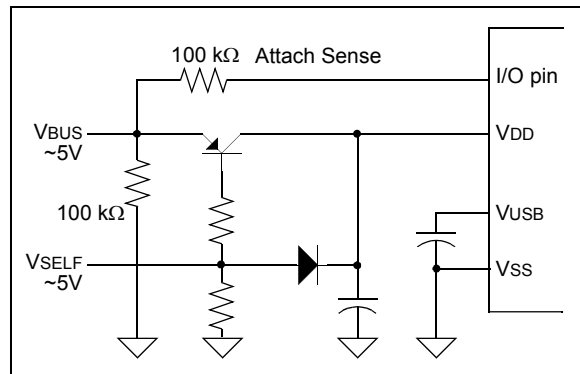 100 kΩ Attach Sense
I/O pin
VBUS
~5V
VDD
100 kΩ
VUSB
VSELF
~5V
VSS